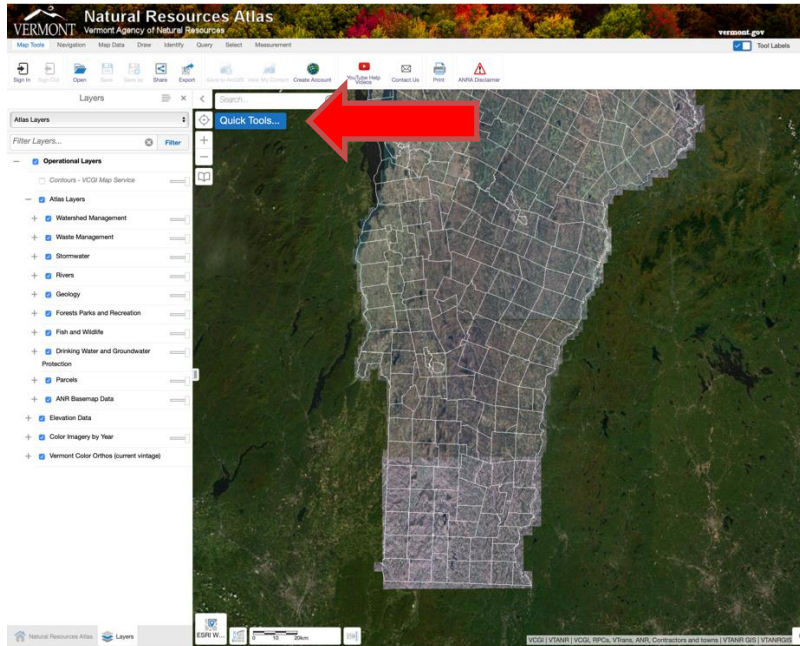 VERMONT
Natural Resources Atlas
Vermont Agency of Natural Resources
vermont.gov
Map Tools Navigation Map Data Draw Identify Query Select Measurement
Tool Labels
Sign In Sign Out Open Save Save as Share Export Save to ArcGIS View My Content Create Account YouTube Help Videos Contact Us Print ANRA Disclaimer
Layers
Search...
Atlas Layers
Quick Tools...
Filter Layers... Filter
Operational Layers
Contours - VCGI Map Service
Atlas Layers
Watershed Management
Waste Management
Stormwater
Rivers
Geology
Forests Parks and Recreation
Fish and Wildlife
Drinking Water and Groundwater
Protection
Parcels
ANR Basemap Data
Elevation Data
Color Imagery by Year
Vermont Color Orthos (current vintage)
Natural Resources Atlas Layers
ESRI W...
0 10 20km
VCGI | VTANR | VCGI, RPCs, VTrans, ANR, Contractors and towns | VTANR GIS | VTANRGIS